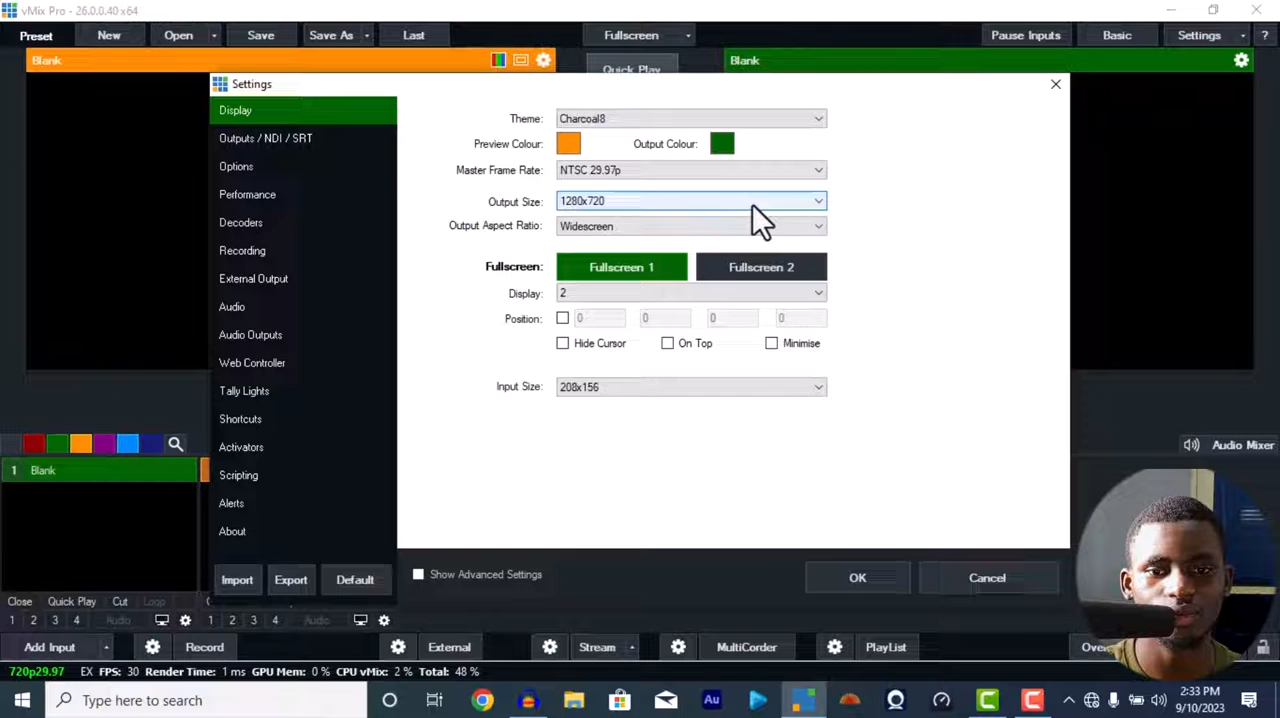 vMix Pro - 26.0.0.40 x64
Preset New Open Save Save As Last Fullscreen Pause Inputs Basic Settings ?
Blank
Quick Play
Blank
Settings
Display
Outputs / NDI / SRT
Options
Performance
Decoders
Recording
External Output
Audio
Audio Outputs
Web Controller
Tally Lights
Shortcuts
Activators
Scripting
Alerts
About
Import Export Default
Theme: Charcoal8
Preview Colour: Output Colour:
Master Frame Rate: NTSC 29.97p
Output Size: 1280x720
Output Aspect Ratio: Widescreen
Fullscreen: Fullscreen 1 Fullscreen 2
Display: 2
Position: 0 0 0 0
Hide Cursor On Top Minimise
Input Size: 208x156
Show Advanced Settings
OK Cancel
Audio Mixer
1 Blank
Close Quick Play Cut Loop
1 2 3 4 Audio 1 2 3 4 Audio
Add Input Record External Stream MultiCorder PlayList
720p29.97 EX FPS: 30 Render Time: 1 ms GPU Mem: 0 % CPU vMix: 2 % Total: 48 %
Type here to search
Au
2:33 PM
9/10/2023